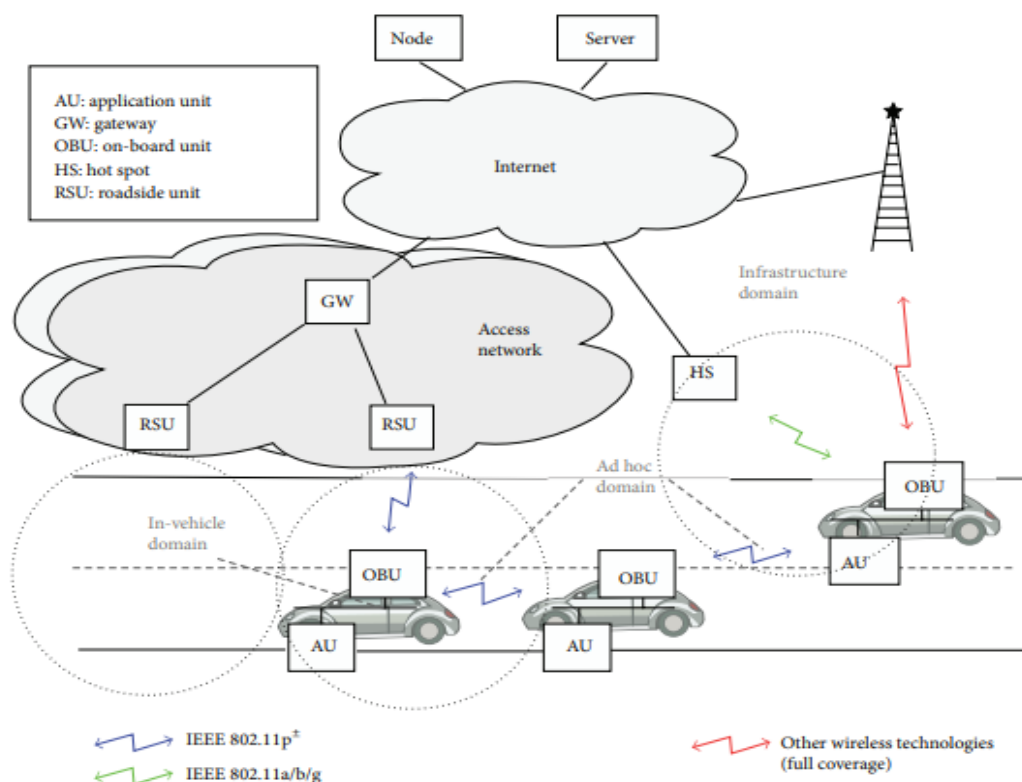 Node
Server
AU: application unit
GW: gateway
OBU: on-board unit
HS: hot spot
RSU: roadside unit
Internet
Infrastructure
domain
GW
Access
network
HS
RSU
RSU
Ad hoc
domain
OBU
In-vehicle
domain
AU
OBU
OBU
AU
AU
IEEE 802.11p±
IEEE 802.11a/b/g
Other wireless technologies
(full coverage)